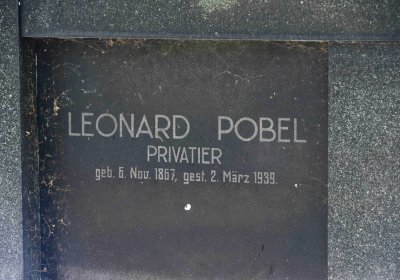 LEONARD POBEL
PRIVATIER
geb. 6. Nov. 1867, gest. 2. März 1939.